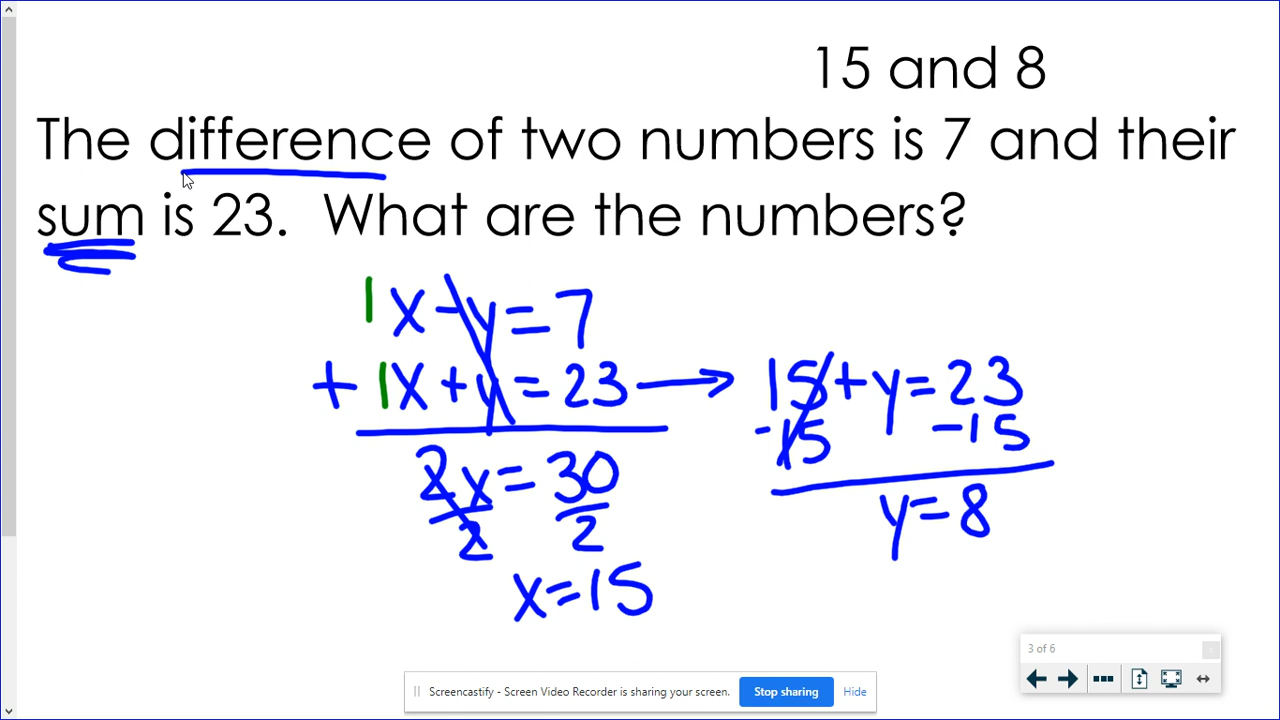 15 and 8
The difference of two numbers is 7 and their
sum is 23. What are the numbers?
1x-y=7
+ 1x+y=23
15+y=23
-15 -15
2x=30
2 2
y=8
x=15
3 of 6
Screencastify - Screen Video Recorder is sharing your screen. Stop sharing Hide